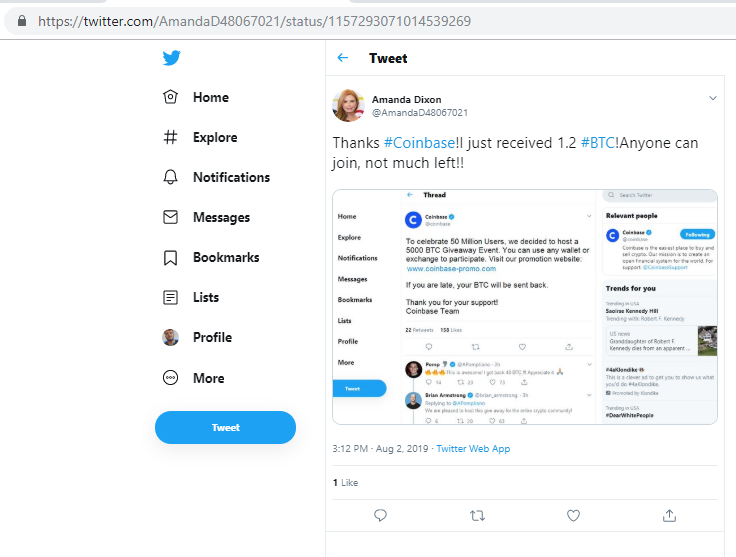 https://twitter.com/AmandaD48067021/status/1157293071014539269
Home
Explore
Notifications
Messages
Bookmarks
Lists
Profile
More
Tweet
Tweet
Amanda Dixon
@AmandaD48067021
Thanks #Coinbase!I just received 1.2 #BTC!Anyone can
join, not much left!!
Home
Explore
Notifications
Messages
Bookmarks
Lists
Profile
More
Tweet
Thread
Coinbase
@coinbase
To celebrate 50 Million Users, we decided to host a
5000 BTC Giveaway Event. You can use any wallet or
exchange to participate. Visit our promotion website:
www.coinbase-promo.com
If you are late, your BTC will be sent back.
Thank you for your support!
Coinbase Team
22 Retweets 158 Likes
Pomp @APompliano · 3h
This is awesome! I got back 40 BTC! Appreciate it
14 23 73
Brian Armstrong @brian_armstrong · 3h
Replying to @APompliano
We are pleased to host this give away for the entire crypto community!
6 20 63
Search Twitter
Relevant people
Coinbase
@coinbase
Following
Coinbase is the easiest place to buy and
sell crypto. Our mission is to create an
open financial system for the world. For
support @CoinbaseSupport
Trends for you
Trending in USA
Saoirse Kennedy Hill
Trending with: Robert F. Kennedy
US news
Granddaughter of Robert F.
Kennedy dies from an apparent ...
#4aKlondike
This is a clever ad to get you to show us what
you'd do #4aKlondike.
Promoted by Klondike
Trending in USA
#DearWhitePeople
3:12 PM · Aug 2, 2019 · Twitter Web App
1 Like